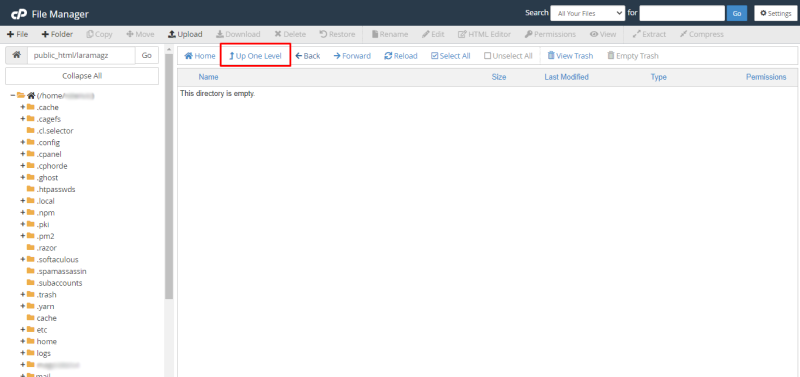 cP File Manager Search All Your Files for Go Settings
+ File + Folder Copy Move Upload Download Delete Restore Rename Edit HTML Editor Permissions View Extract Compress
public_html/laramagz Go
Home Up One Level Back Forward Reload Select All Unselect All View Trash Empty Trash
Collapse All
Name Size Last Modified Type Permissions
This directory is empty.
(/home/
.cache
.cagefs
.cl.selector
.config
.cpanel
.cphorde
.ghost
.htpasswds
.local
.npm
.pki
.pm2
.razor
.softaculous
.spamassassin
.subaccounts
.trash
.yarn
cache
etc
home
logs
mail